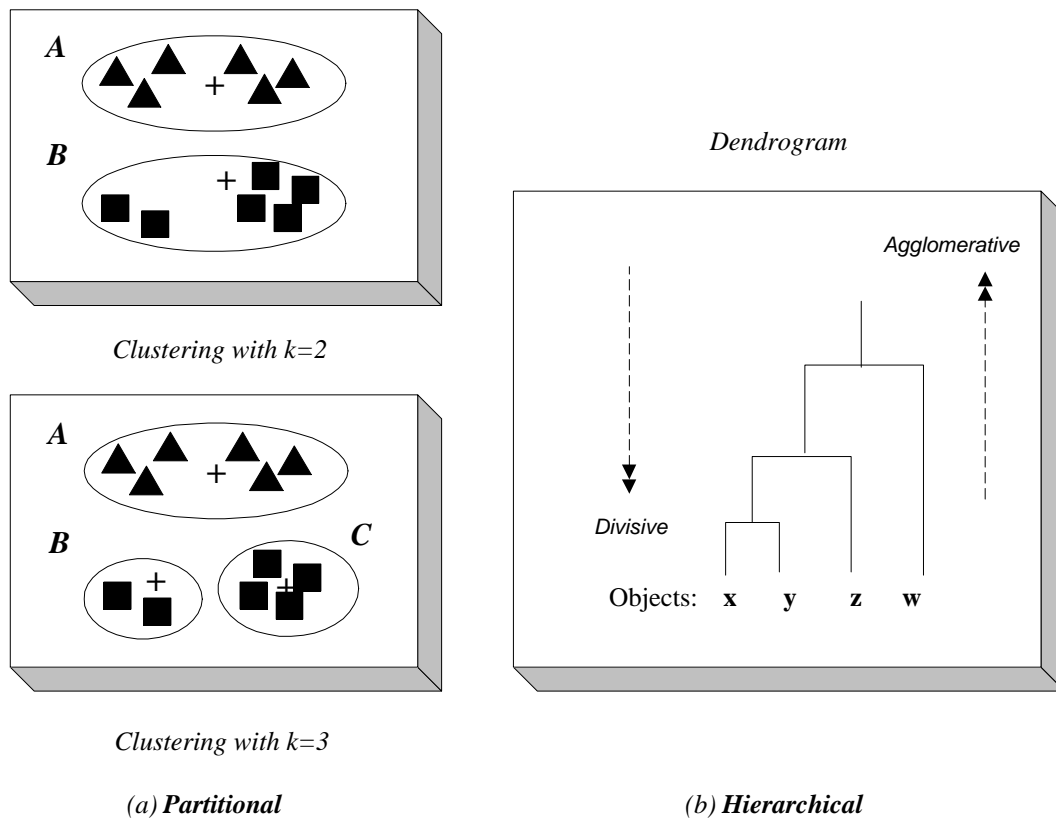 A
B
Clustering with k=2
A
B
C
Clustering with k=3
(a) Partitional
Dendrogram
Agglomerative
Divisive
Objects: x y z w
(b) Hierarchical